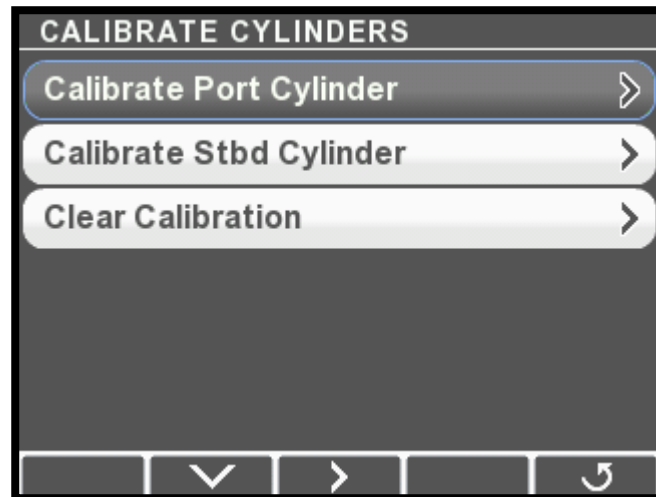 CALIBRATE CYLINDERS
Calibrate Port Cylinder
Calibrate Stbd Cylinder
Clear Calibration